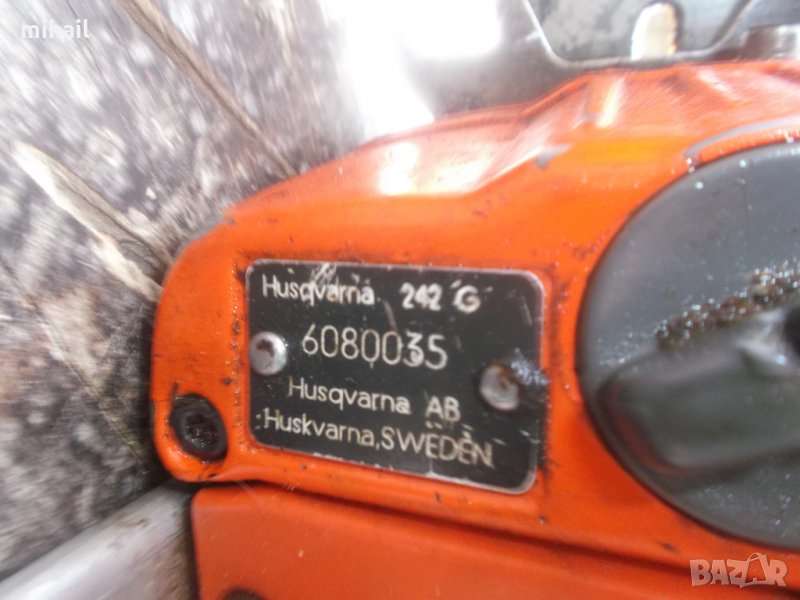 mihail
Husqvarna 242 G
6080035
Husqvarna AB
Huskvarna, SWEDEN
BAZAR